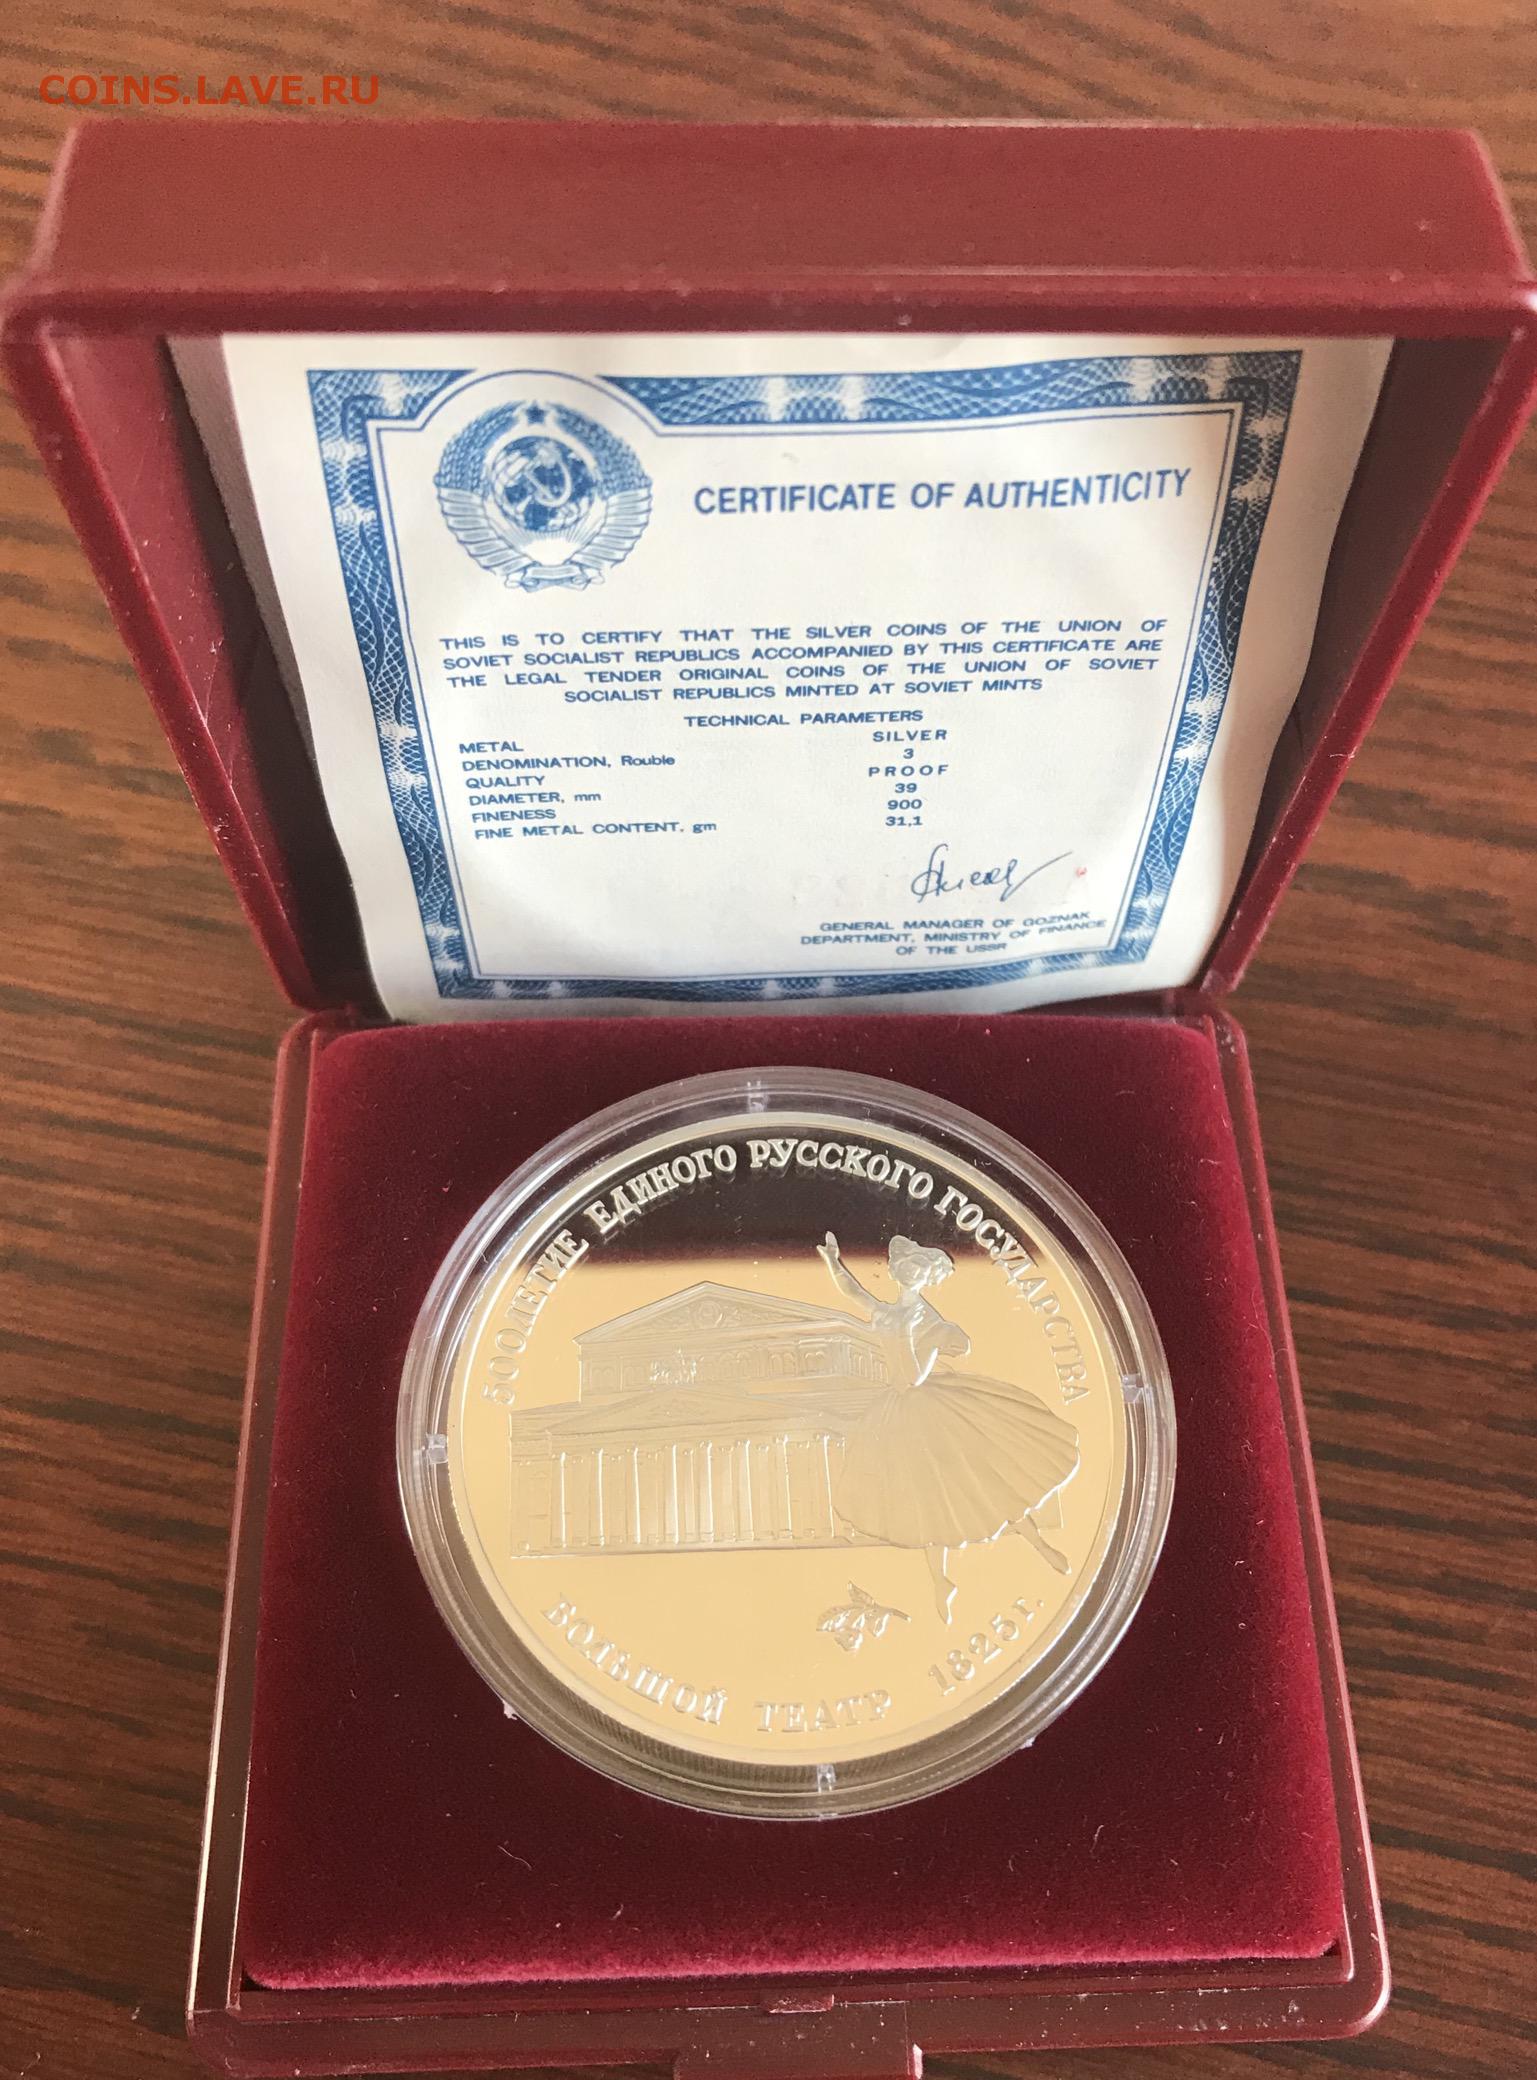 COINS.LAVE.RU
CERTIFICATE OF AUTHENTICITY
THIS IS TO CERTIFY THAT THE SILVER COINS OF THE UNION OF
SOVIET SOCIALIST REPUBLICS ACCOMPANIED BY THIS CERTIFICATE ARE
THE LEGAL TENDER ORIGINAL COINS OF THE UNION OF SOVIET
SOCIALIST REPUBLICS MINTED AT SOVIET MINTS
TECHNICAL PARAMETERS
METAL SILVER
DENOMINATION, Rouble 3
QUALITY PROOF
DIAMETER, mm 39
FINENESS 900
FINE METAL CONTENT, gm 31,1
GENERAL MANAGER OF GOZNAK
DEPARTMENT, MINISTRY OF FINANCE
OF THE USSR
500ЛЕТИЕ ЕДИНОГО РУССКОГО ГОСУДАРСТВА
БОЛЬШОЙ ТЕАТР 1825г.